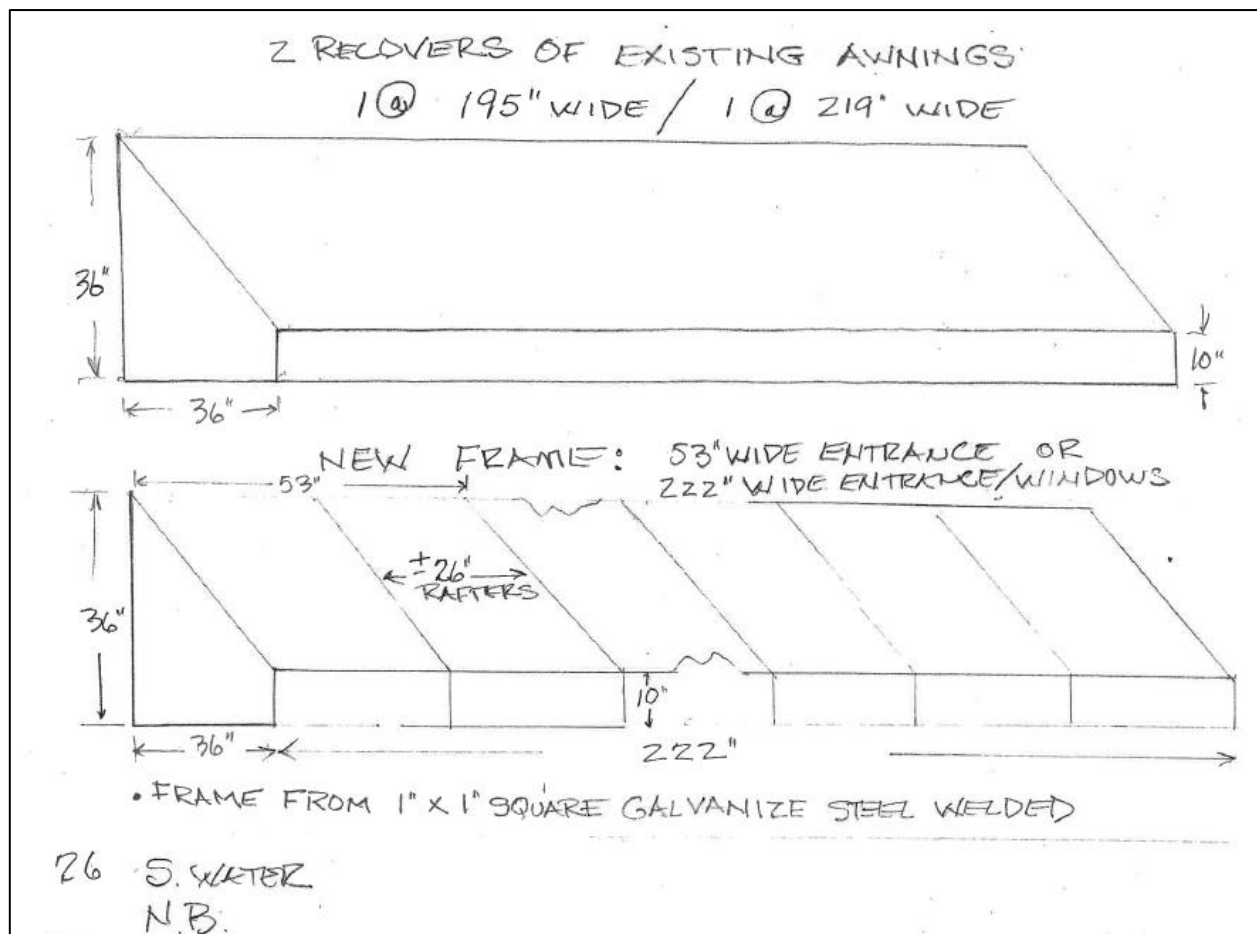 2 RECOVERS OF EXISTING AWNINGS
1 @ 195" WIDE / 1 @ 219" WIDE
36"
10"
36"
NEW FRAME: 53" WIDE ENTRANCE OR
222" WIDE ENTRANCE/WINDOWS
53"
± 26"
RAFTERS
36"
10"
36"
222"
• FRAME FROM 1" X 1" SQUARE GALVANIZE STEEL WELDED
26 S. WATER
N.B.